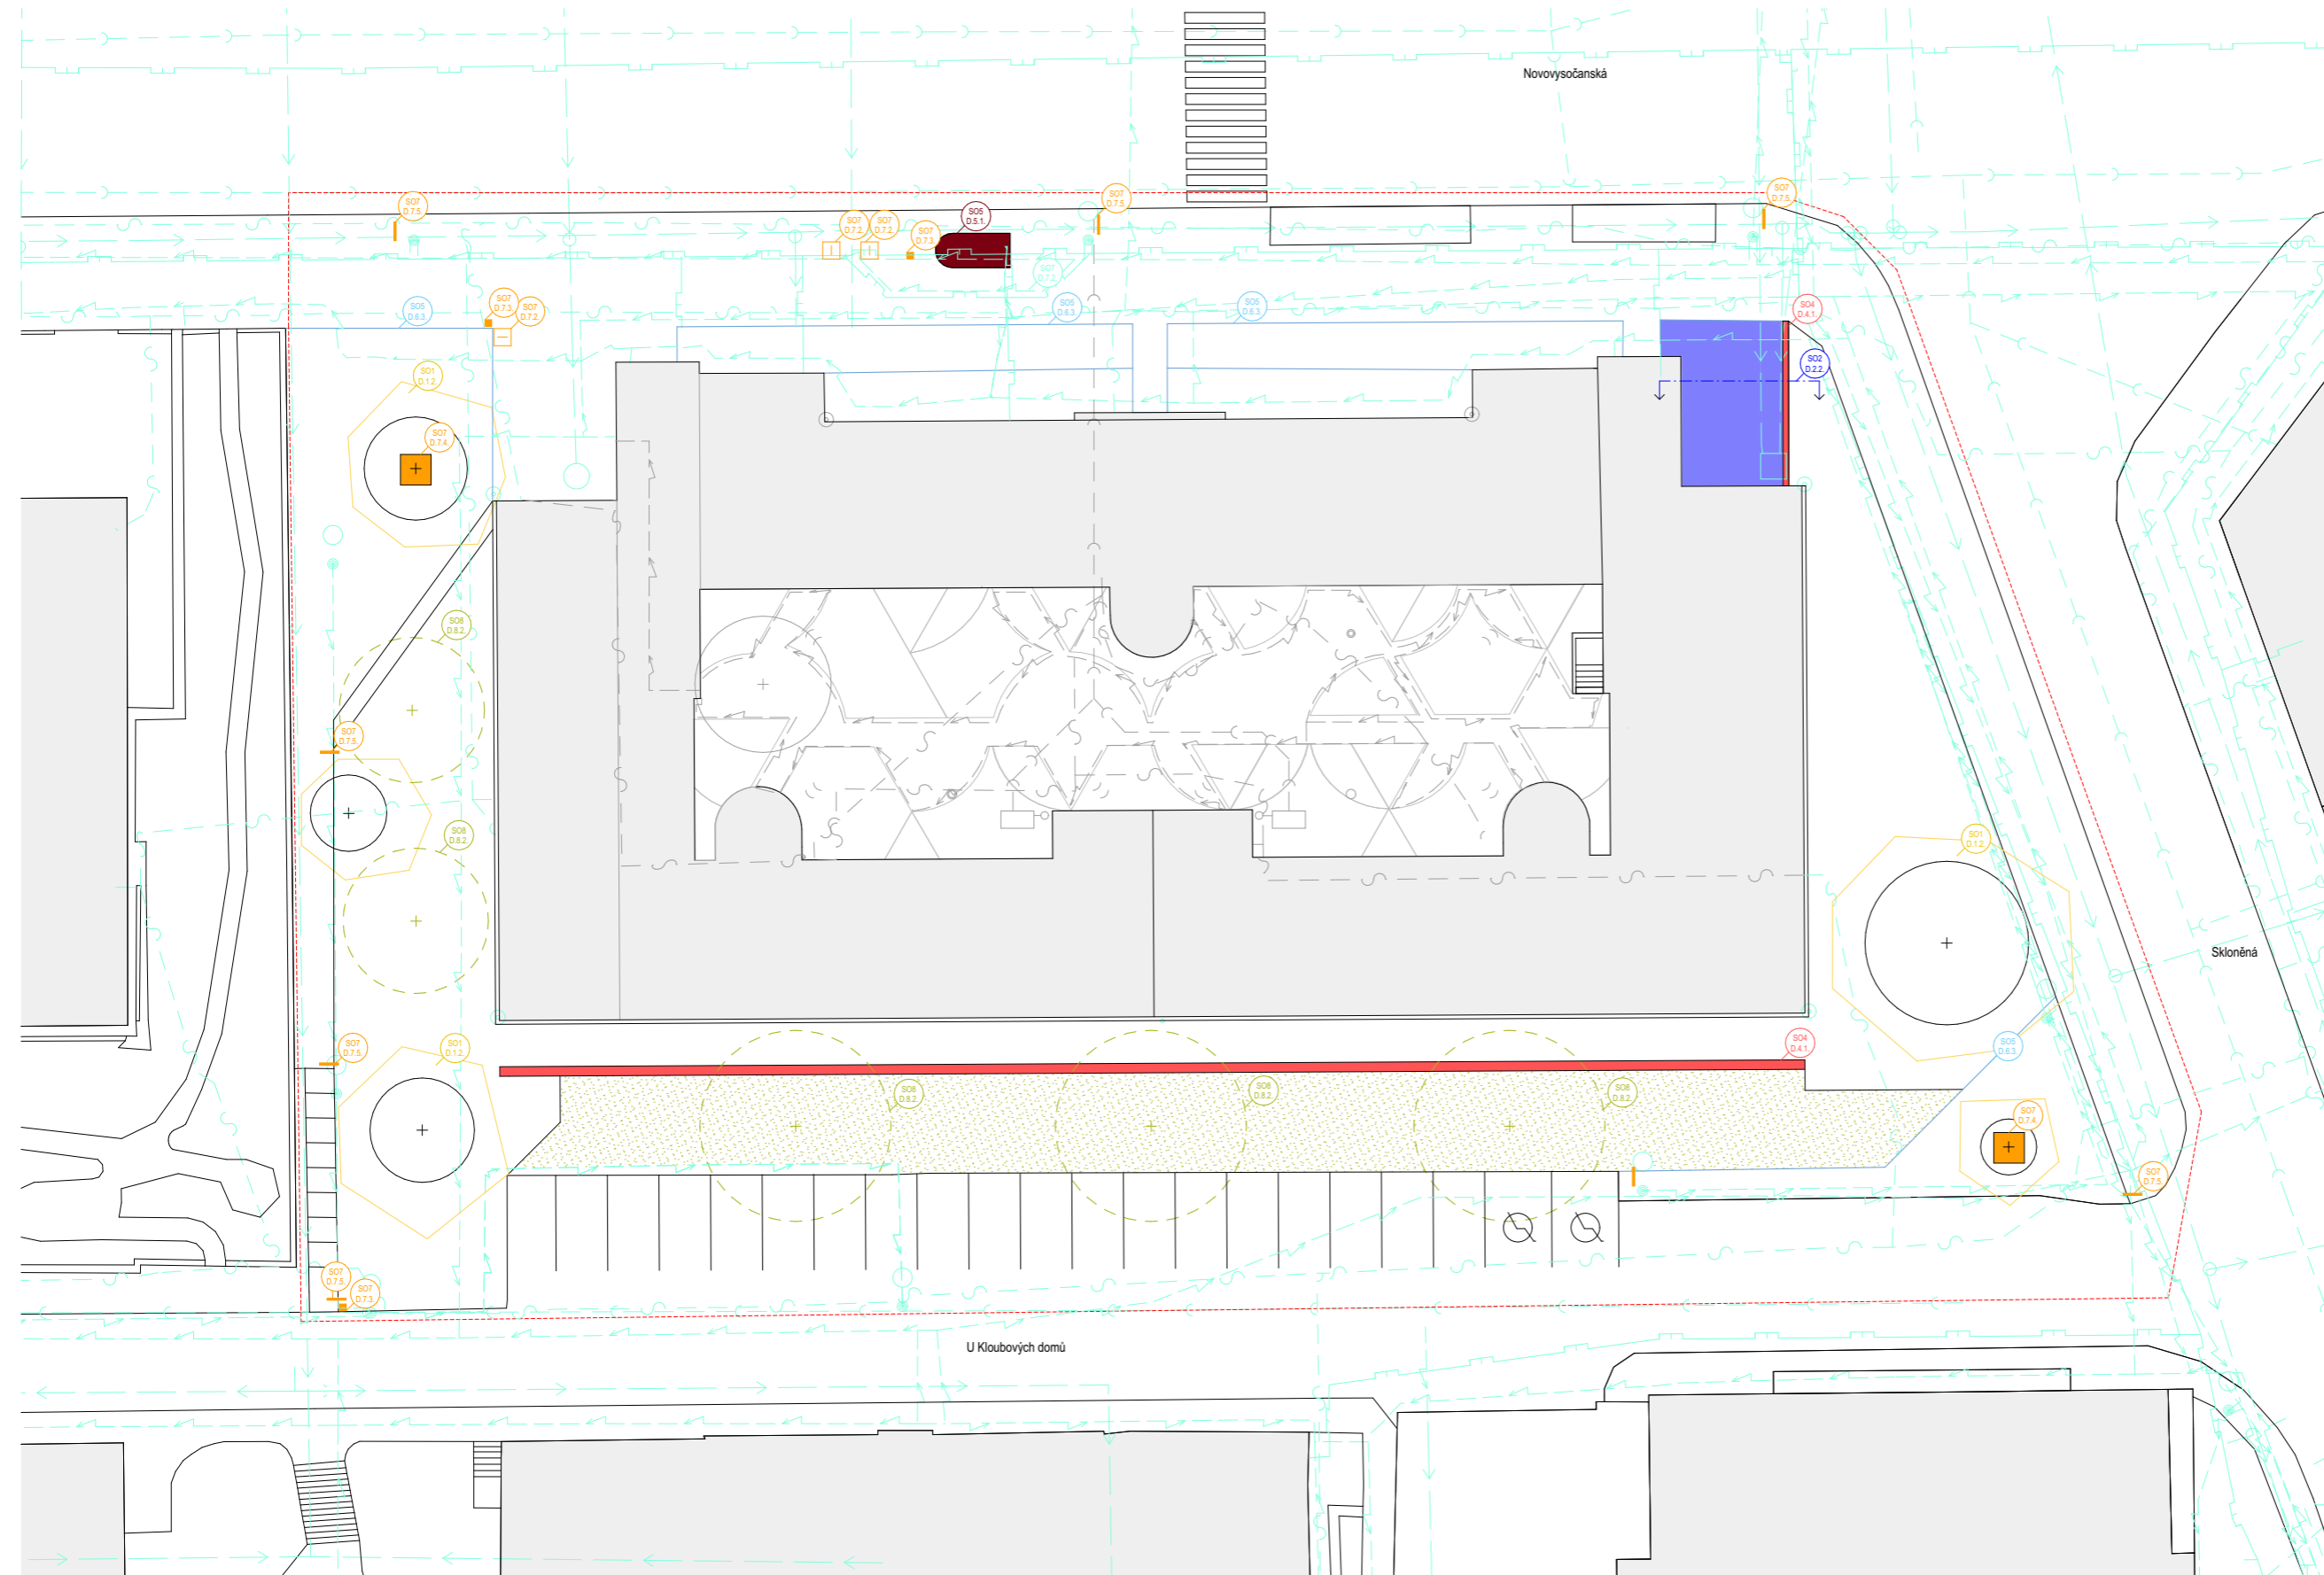 Novovysočanská
SO7
D.7.5.
SO7
D.7.2.
SO7
D.7.2.
SO7
D.7.3.
SO5
D.5.1.
SO7
D.7.5.
SO7
D.7.5.
SO7
D.7.2.
SO7
D.7.3.
SO7
D.7.2.
SO5
D.6.3.
SO5
D.6.3.
SO5
D.6.3.
SO4
D.4.1.
SO2
D.2.2.
SO1
D.1.2.
SO7
D.7.4.
SO8
D.8.2.
SO7
D.7.5.
SO8
D.8.2.
SO1
D.1.2.
Skloněná
SO7
D.7.5.
SO1
D.1.2.
SO4
D.4.1.
SO5
D.6.3.
SO8
D.8.2.
SO8
D.8.2.
SO8
D.8.2.
SO7
D.7.4.
SO7
D.7.5.
SO7
D.7.5.
SO7
D.7.3.
U Kloubových domů